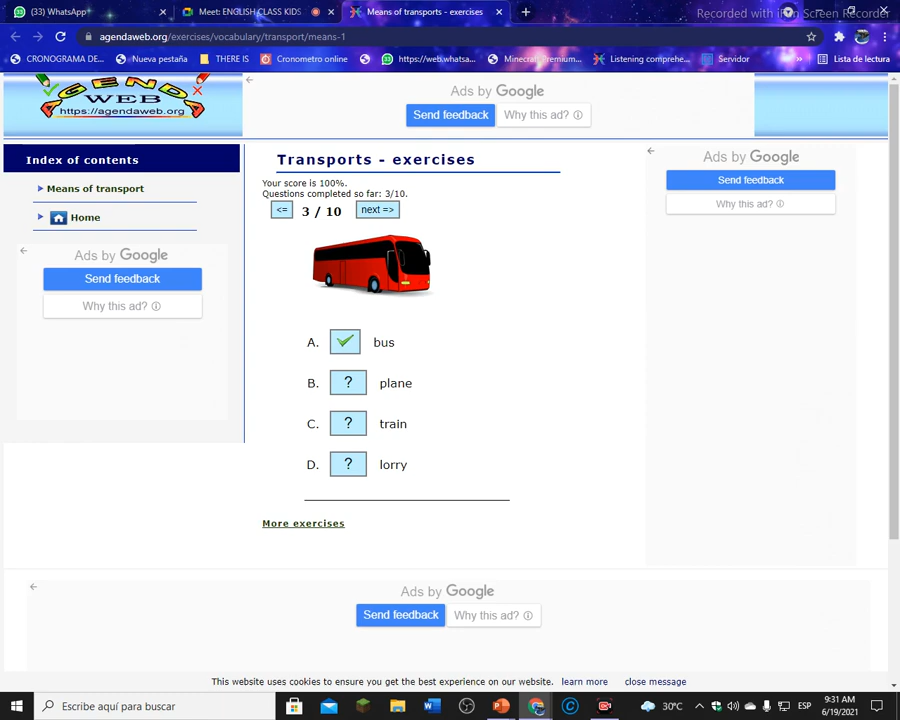 (33) WhatsApp
Meet: ENGLISH CLASS KIDS
Means of transports - exercises
Recorded with iFun Screen Recorder
agendaweb.org/exercises/vocabulary/transport/means-1
CRONOGRAMA DE...
Nueva pestaña
THERE IS
Cronometro online
https://web.whatsa...
Minecraft Premium...
Listening comprehe...
Servidor
»
Lista de lectura
AGENDA
WEB
https://agendaweb.org
Ads by Google
Send feedback
Why this ad?
Index of contents
Means of transport
Home
Ads by Google
Send feedback
Why this ad?
Transports - exercises
Your score is 100%.
Questions completed so far: 3/10.
<= 3 / 10 next =>
A. bus
B. ? plane
C. ? train
D. ? lorry
More exercises
Ads by Google
Send feedback
Why this ad?
Ads by Google
Send feedback Why this ad?
This website uses cookies to ensure you get the best experience on our website. learn more close message
Escribe aquí para buscar
30°C
ESP
9:31 AM
6/19/2021